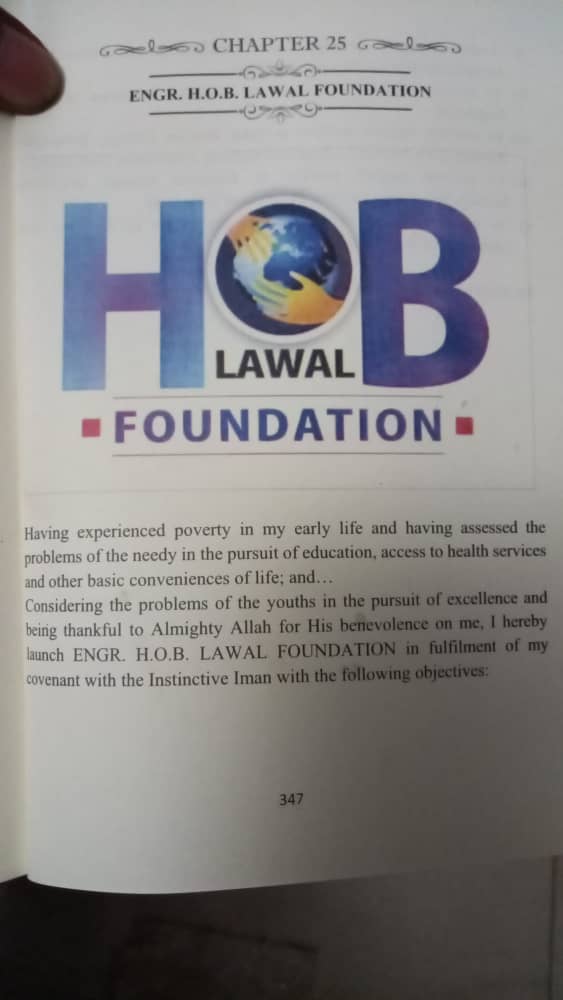 CHAPTER 25
ENGR. H.O.B. LAWAL FOUNDATION
HOB
LAWAL
FOUNDATION
Having experienced poverty in my early life and having assessed the
problems of the needy in the pursuit of education, access to health services
and other basic conveniences of life; and…
Considering the problems of the youths in the pursuit of excellence and
being thankful to Almighty Allah for His benevolence on me, I hereby
launch ENGR. H.O.B. LAWAL FOUNDATION in fulfilment of my
covenant with the Instinctive Iman with the following objectives:
347